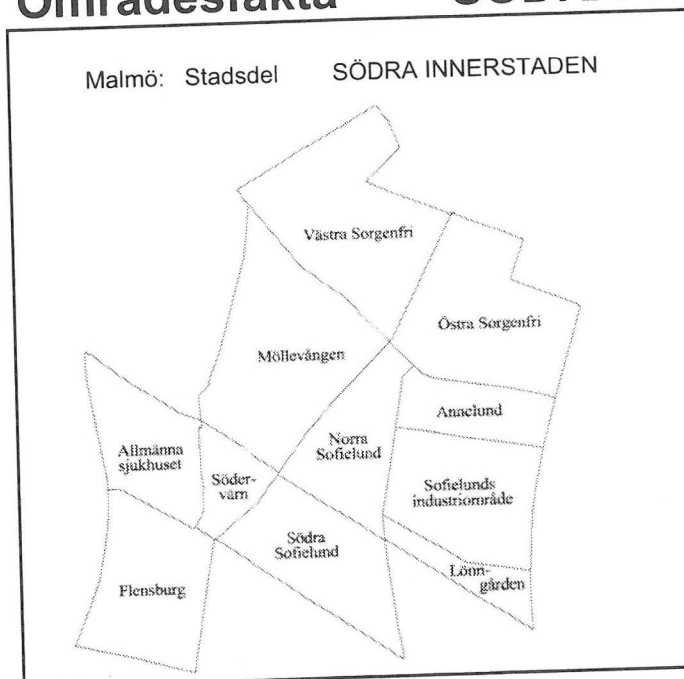 Områdesfakta
Malmö: Stadsdel SÖDRA INNERSTADEN
Västra Sorgenfri
Östra Sorgenfri
Möllevången
Annelund
Norra
Sofielund
Allmänna
sjukhuset
Söder-
värn
Sofielunds
industriområde
Södra
Sofielund
Lönn-
gården
Flensburg